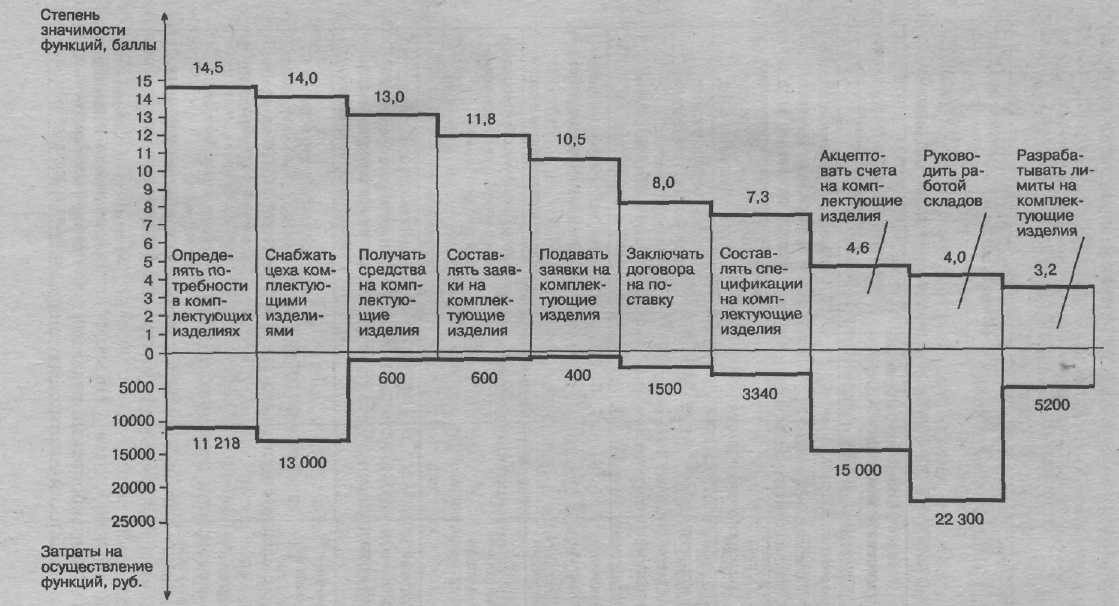 Степень
значимости
функций, баллы
14,5
14,0
13,0
11,8
10,5
8,0
7,3
4,6
4,0
3,2
15
14
13
12
11
10
9
8
7
6
5
4
3
2
1
0
Опреде-
лять по-
требности
в комп-
лектующих
изделиях
Снабжать
цеха ком-
плектую-
щими
издели-
ями
Получать
средства
на комп-
лектую-
щие
изделия
Состав-
лять заяв-
ки на
комплек-
тующие
изделия
Подавать
заявки на
комплек-
тующие
изделия
Заключать
договора
на по-
ставку
Состав-
лять спе-
цификации
на комп-
лектующие
изделия
Акцепто-
вать счета
на комп-
лектующие
изделия
Руково-
дить ра-
ботой
складов
Разраба-
тывать ли-
миты на
комплек-
тующие
изделия
5000
10000
15000
20000
25000
11 218
13 000
600
600
400
1500
3340
15 000
22 300
5200
Затраты на
осуществление
функций, руб.